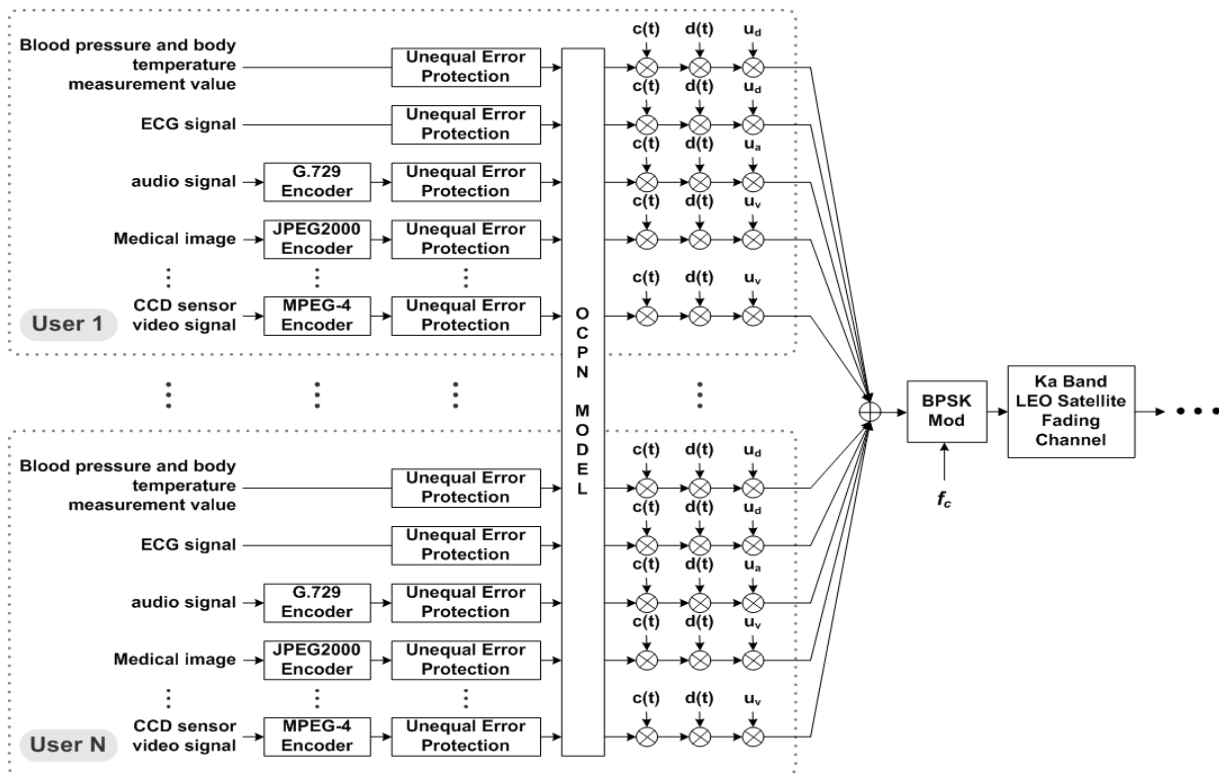 c(t) d(t) u_d
Blood pressure and body
temperature
measurement value
Unequal Error
Protection
c(t) d(t) u_d
ECG signal
Unequal Error
Protection
c(t) d(t) u_a
audio signal
G.729
Encoder
Unequal Error
Protection
c(t) d(t) u_v
Medical image
JPEG2000
Encoder
Unequal Error
Protection
c(t) d(t) u_v
CCD sensor
video signal
MPEG-4
Encoder
Unequal Error
Protection
User 1
OCPN MODEL
BPSK
Mod
f_c
Ka Band
LEO Satellite
Fading
Channel
c(t) d(t) u_d
Blood pressure and body
temperature
measurement value
Unequal Error
Protection
c(t) d(t) u_d
ECG signal
Unequal Error
Protection
c(t) d(t) u_a
audio signal
G.729
Encoder
Unequal Error
Protection
c(t) d(t) u_v
Medical image
JPEG2000
Encoder
Unequal Error
Protection
c(t) d(t) u_v
CCD sensor
video signal
MPEG-4
Encoder
Unequal Error
Protection
User N